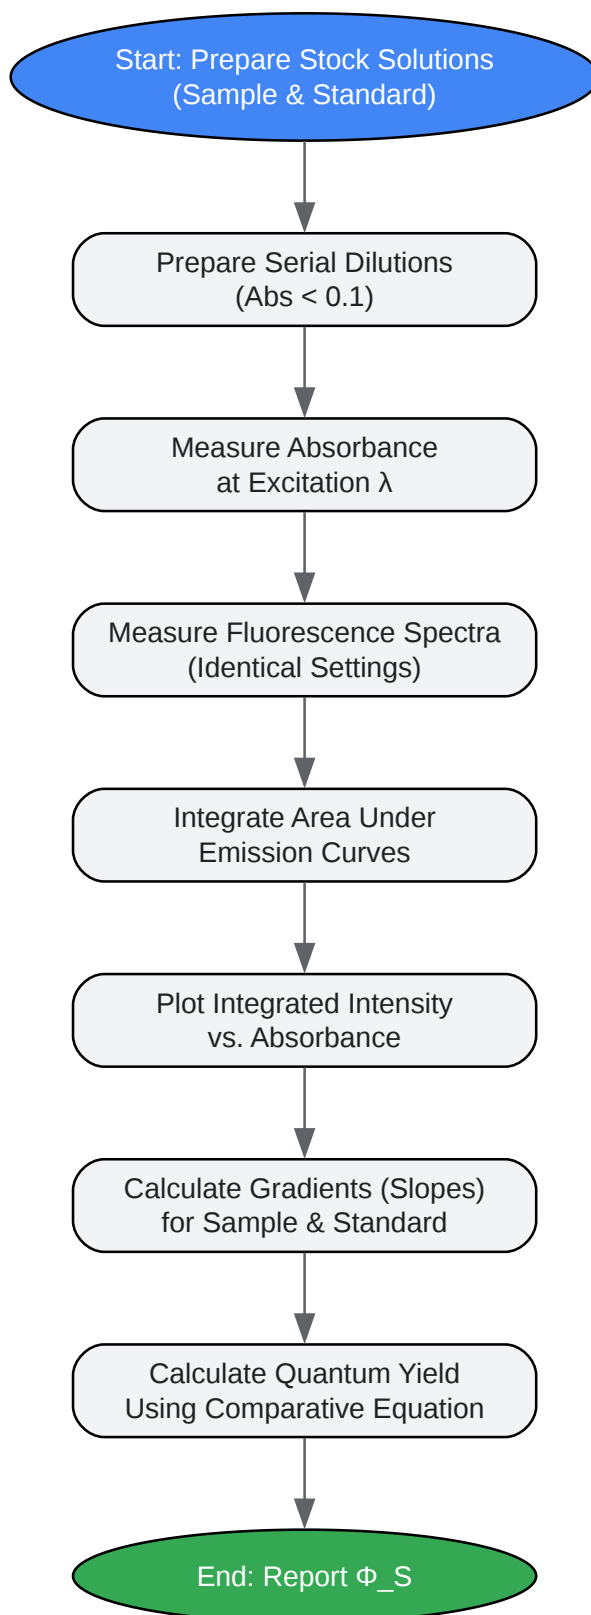 Start: Prepare Stock Solutions
(Sample & Standard)
Prepare Serial Dilutions
(Abs < 0.1)
Measure Absorbance
at Excitation λ
Measure Fluorescence Spectra
(Identical Settings)
Integrate Area Under
Emission Curves
Plot Integrated Intensity
vs. Absorbance
Calculate Gradients (Slopes)
for Sample & Standard
Calculate Quantum Yield
Using Comparative Equation
End: Report Φ_S